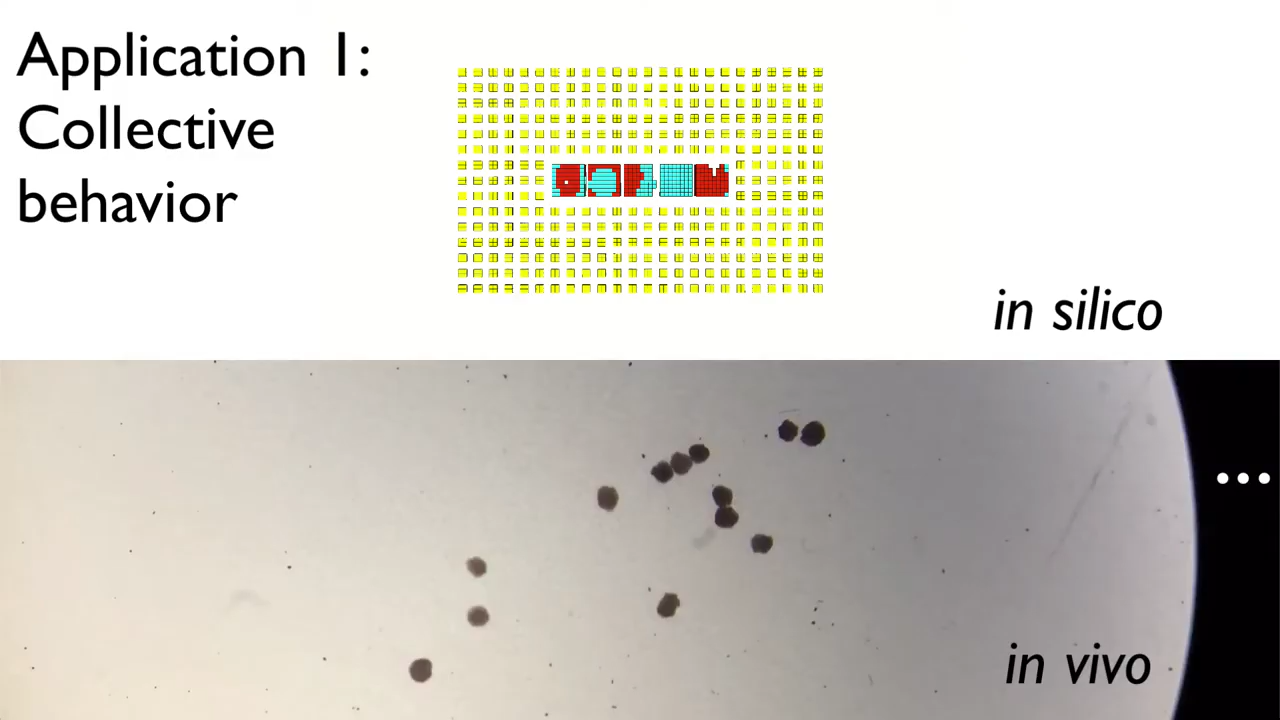 Application 1:
Collective
behavior
in silico
...
in vivo